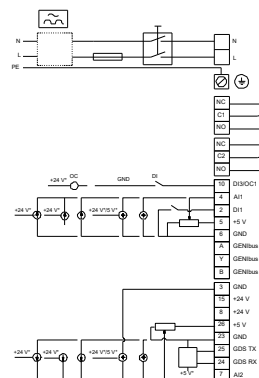 N
N
L
L
PE
NC
C1
NO
NC
C2
NO
+24 V* OC GND DI 10 DI3/OC1
4 AI1
2 DI1
+24 V* +24 V* +24 V*/5 V* 5 +5 V
6 GND
A GENIbus
Y GENIbus
B GENIbus
3 GND
15 +24 V
8 +24 V
26 +5 V
23 GND
25 GDS TX
+24 V* +24 V* +24 V*/5 V* 24 GDS RX
+5 V* 7 AI2